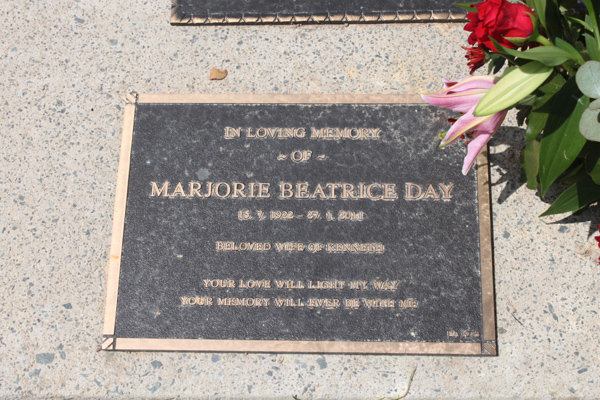 IN LOVING MEMORY
~ OF ~
MARJORIE BEATRICE DAY
BELOVED WIFE OF KENNETH
YOUR LOVE WILL LIGHT MY WAY
YOUR MEMORY WILL EVER BE WITH ME